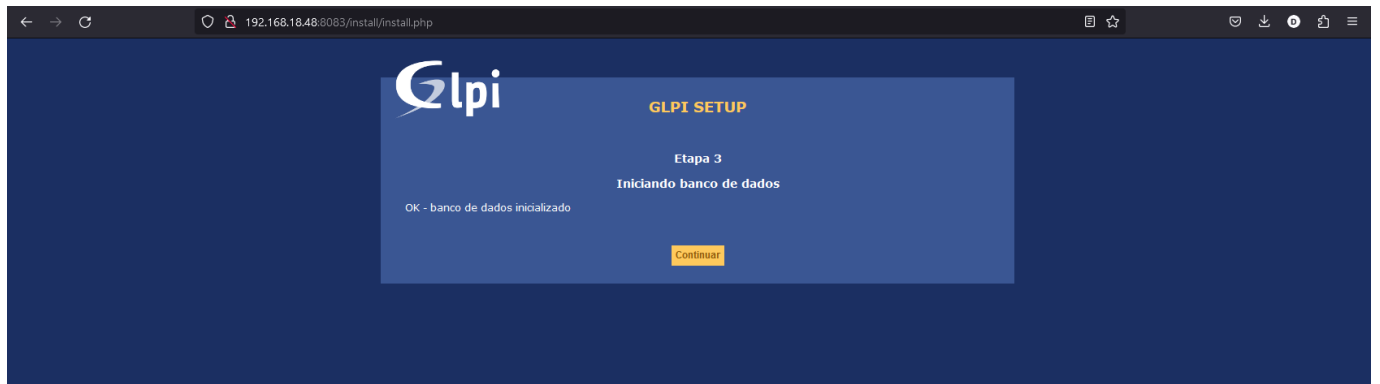 192.168.18.48:8083/install/install.php
D
Glpi
GLPI SETUP
Etapa 3
Iniciando banco de dados
OK - banco de dados inicializado
Continuar